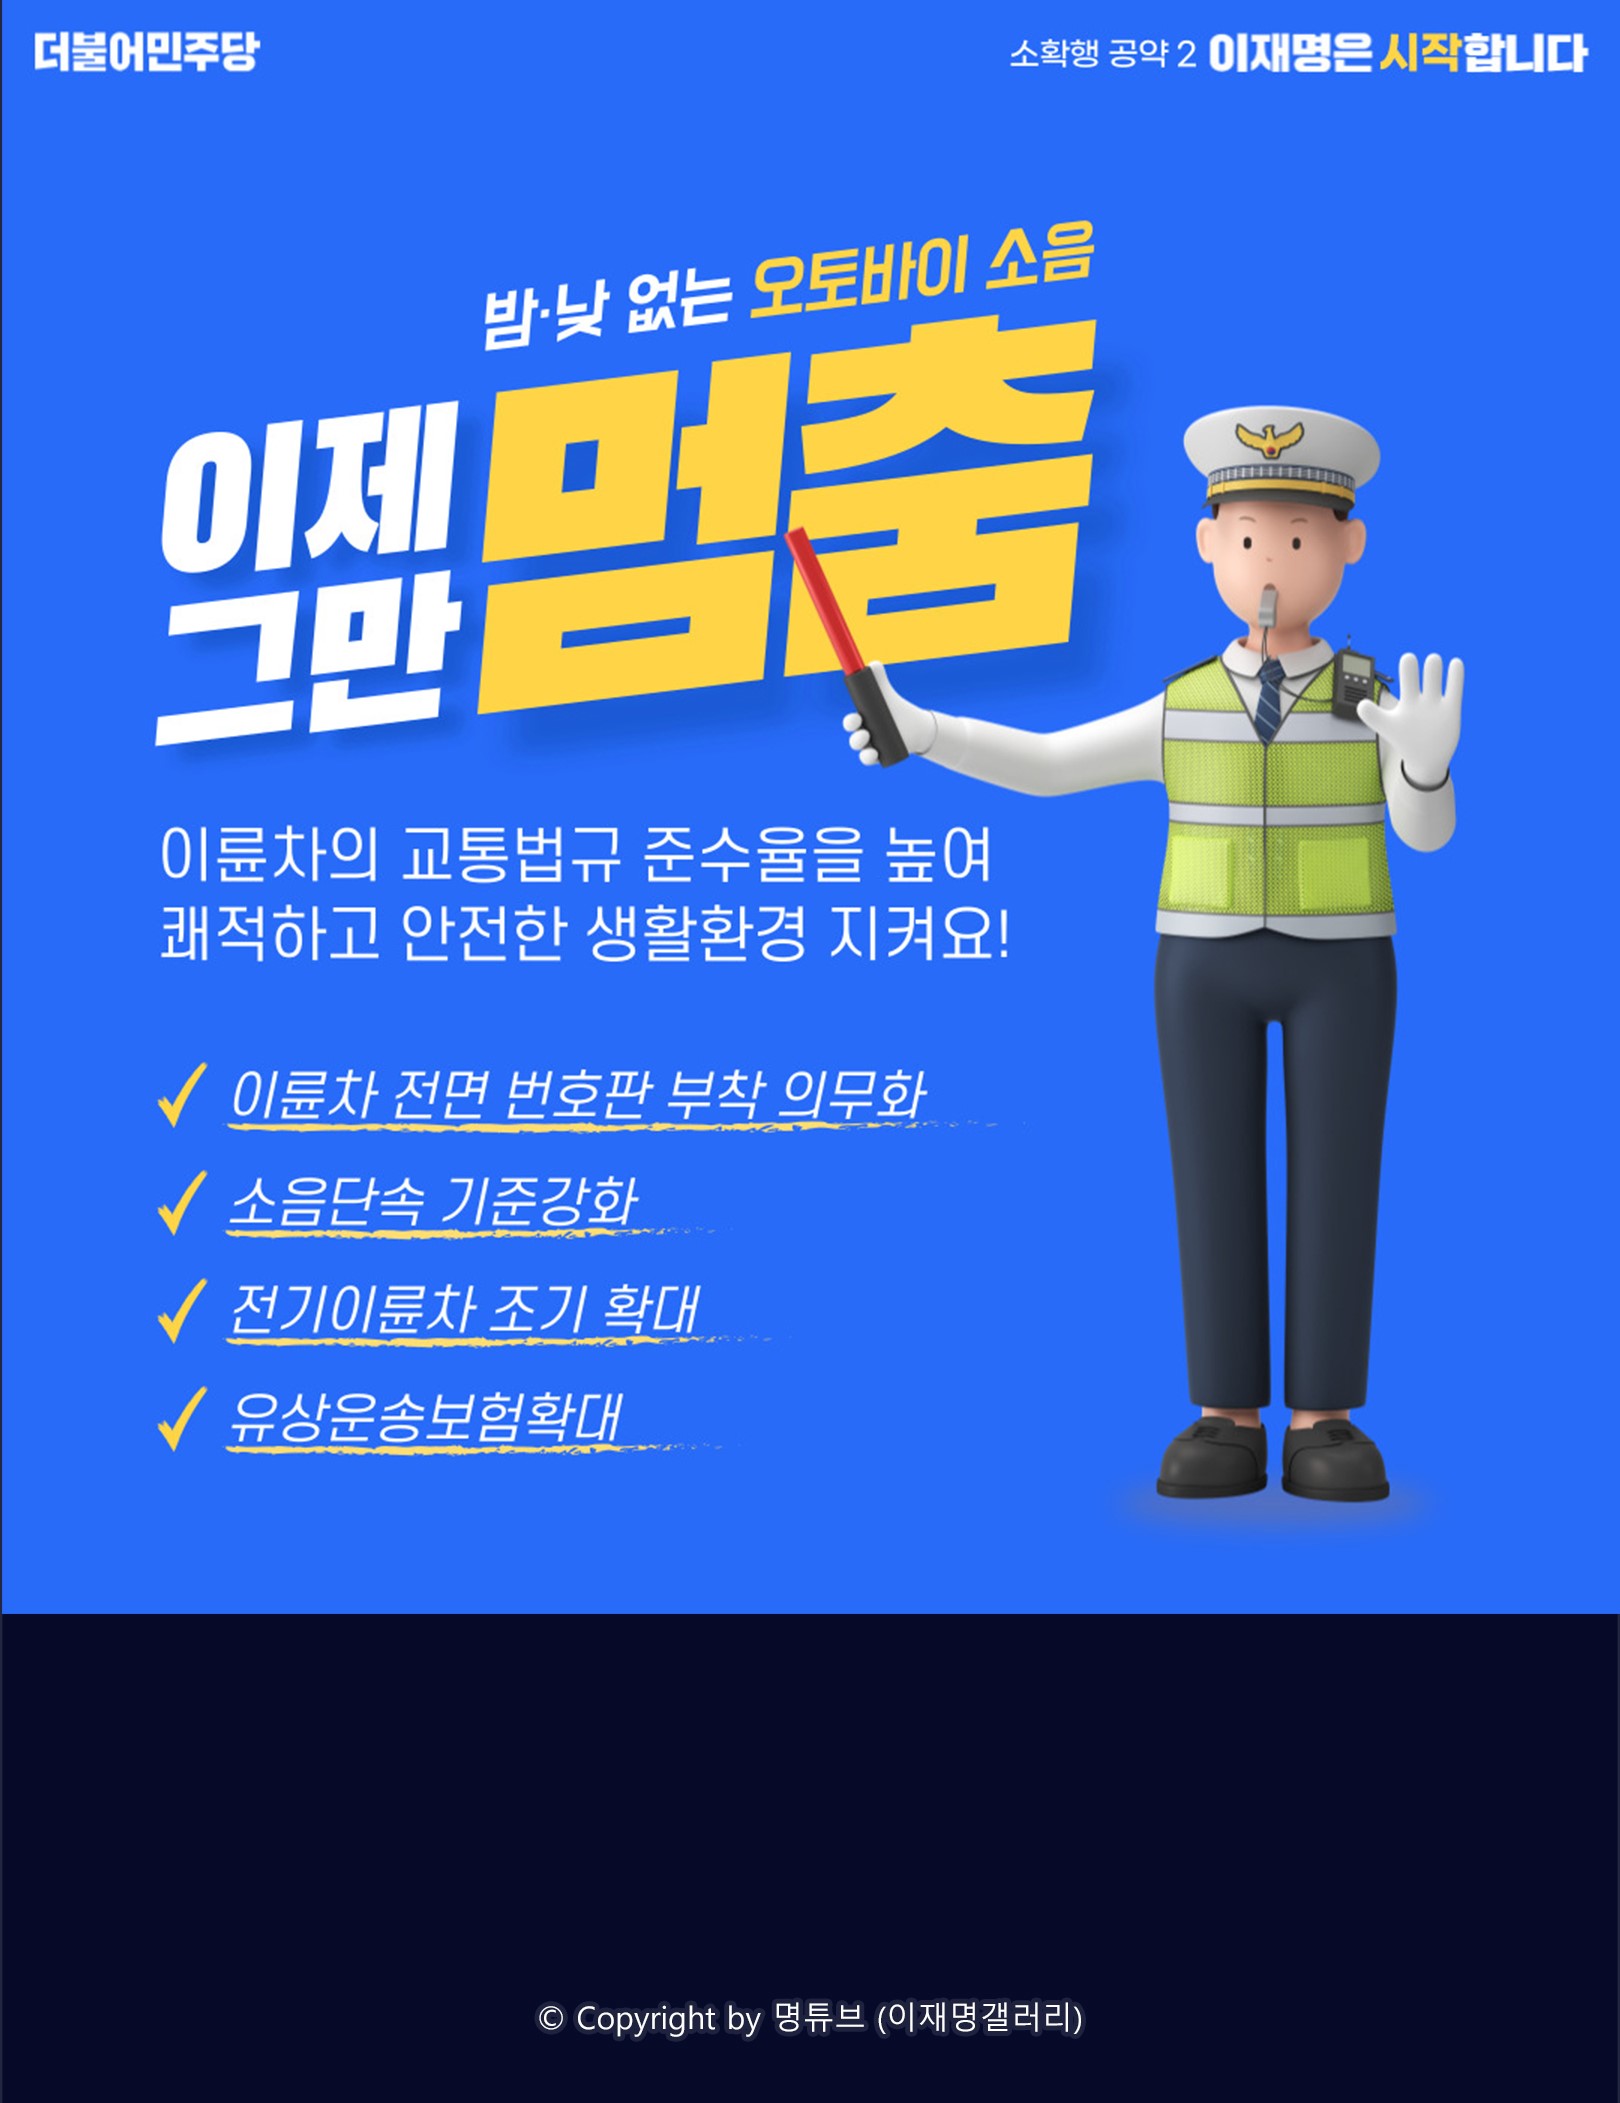 더불어민주당
소확행 공약 2 이재명은 시작합니다
밤·낮 없는 오토바이 소음
이제 그만 멈춤
이륜차의 교통법규 준수율을 높여
쾌적하고 안전한 생활환경 지켜요!
이륜차 전면 번호판 부착 의무화
소음단속 기준강화
전기이륜차 조기 확대
유상운송보험확대
© Copyright by 명튜브 (이재명갤러리)